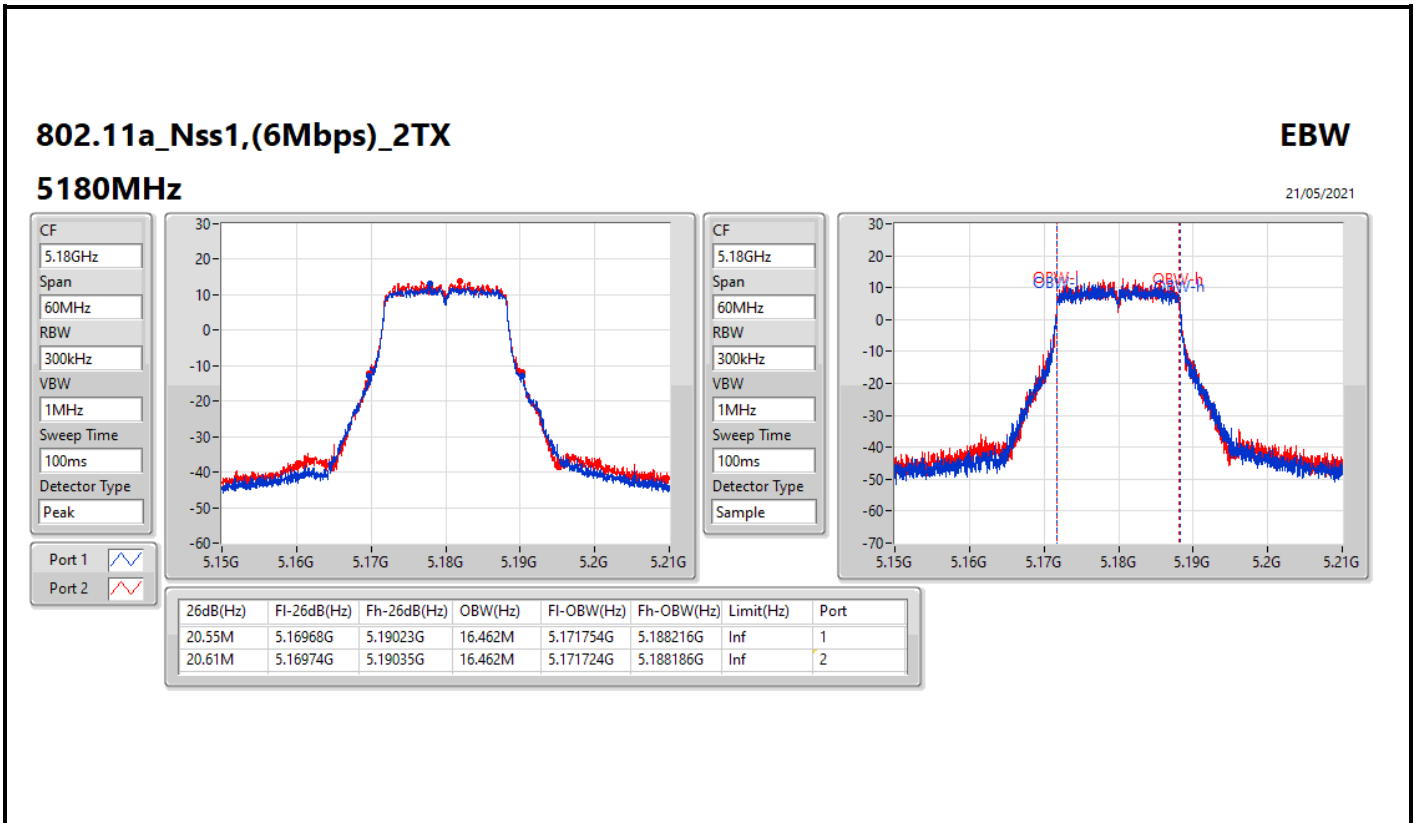 802.11a_Nss1,(6Mbps)_2TX
EBW
5180MHz
21/05/2021
CF
5.18GHz
Span
60MHz
RBW
300kHz
VBW
1MHz
Sweep Time
100ms
Detector Type
Peak
Port 1
Port 2
30
20
10
0
-10
-20
-30
-40
-50
-60
5.15G 5.16G 5.17G 5.18G 5.19G 5.2G 5.21G
CF
5.18GHz
Span
60MHz
RBW
300kHz
VBW
1MHz
Sweep Time
100ms
Detector Type
Sample
30
20
10
0
-10
-20
-30
-40
-50
-60
-70
OBW-l OBW-h
OBW-l OBW-h
5.15G 5.16G 5.17G 5.18G 5.19G 5.2G 5.21G
26dB(Hz) Fl-26dB(Hz) Fh-26dB(Hz) OBW(Hz) Fl-OBW(Hz) Fh-OBW(Hz) Limit(Hz) Port
20.55M 5.16968G 5.19023G 16.462M 5.171754G 5.188216G Inf 1
20.61M 5.16974G 5.19035G 16.462M 5.171724G 5.188186G Inf 2